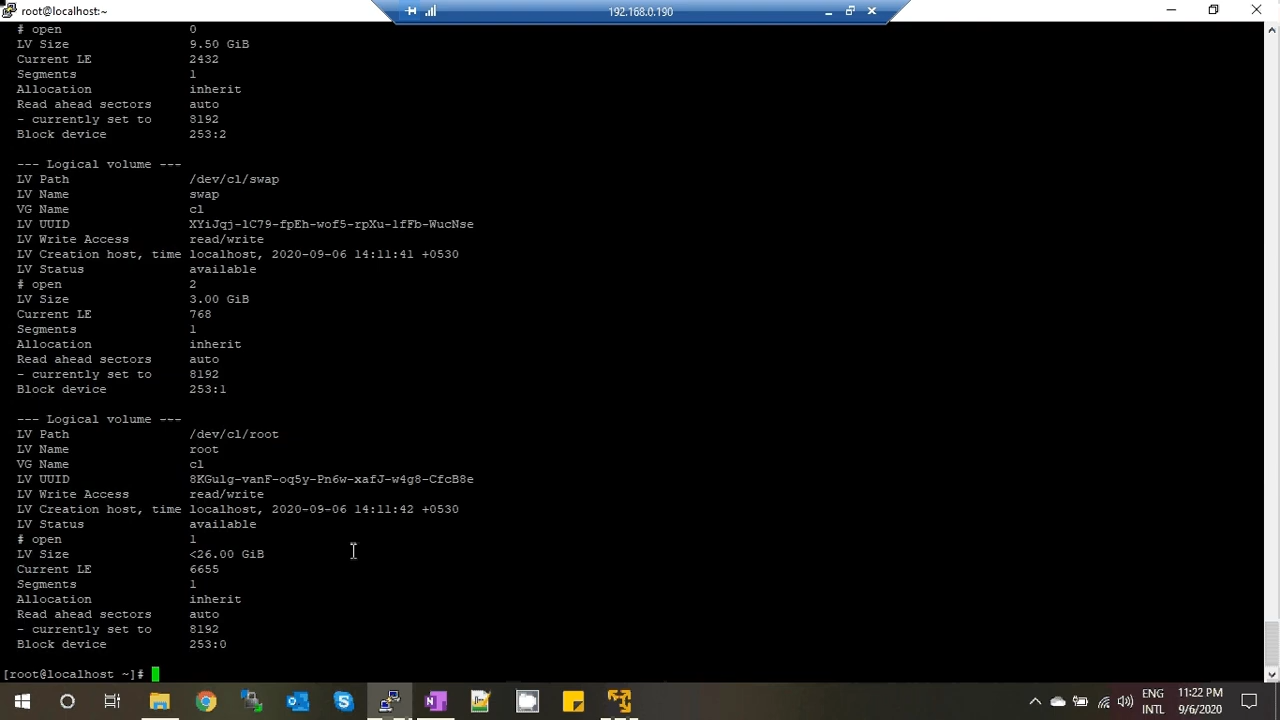 root@localhost:~
192.168.0.190
# open 0
LV Size 9.50 GiB
Current LE 2432
Segments 1
Allocation inherit
Read ahead sectors auto
- currently set to 8192
Block device 253:2
--- Logical volume ---
LV Path /dev/cl/swap
LV Name swap
VG Name cl
LV UUID XYiJqj-lC79-fpEh-wof5-rpXu-lfFb-WucNse
LV Write Access read/write
LV Creation host, time localhost, 2020-09-06 14:11:41 +0530
LV Status available
# open 2
LV Size 3.00 GiB
Current LE 768
Segments 1
Allocation inherit
Read ahead sectors auto
- currently set to 8192
Block device 253:1
--- Logical volume ---
LV Path /dev/cl/root
LV Name root
VG Name cl
LV UUID 8KGulg-vanF-oq5y-Pn6w-xafJ-w4g8-CfcB8e
LV Write Access read/write
LV Creation host, time localhost, 2020-09-06 14:11:42 +0530
LV Status available
# open 1
LV Size <26.00 GiB
Current LE 6655
Segments 1
Allocation inherit
Read ahead sectors auto
- currently set to 8192
Block device 253:0
[root@localhost ~]#
ENG
INTL
11:22 PM
9/6/2020